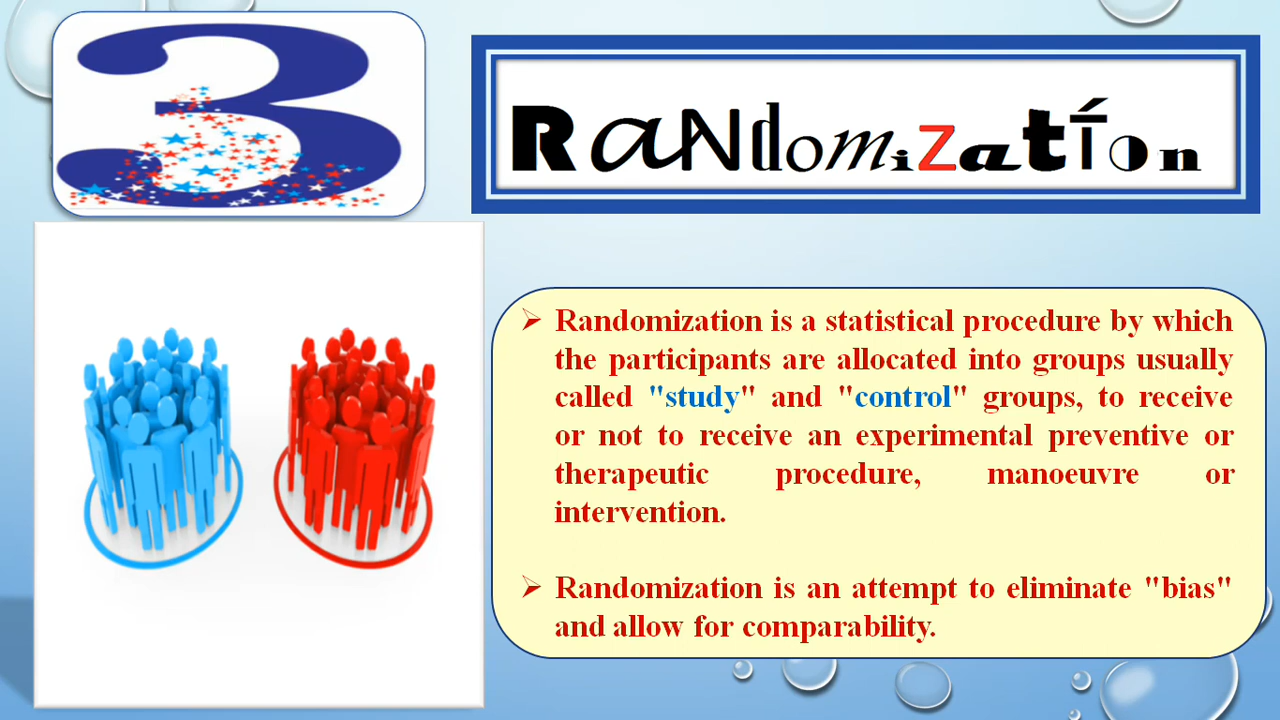 3
RaNdomizatíon
➢ Randomization is a statistical procedure by which
the participants are allocated into groups usually
called "study" and "control" groups, to receive
or not to receive an experimental preventive or
therapeutic procedure, manoeuvre or
intervention.
➢ Randomization is an attempt to eliminate "bias"
and allow for comparability.